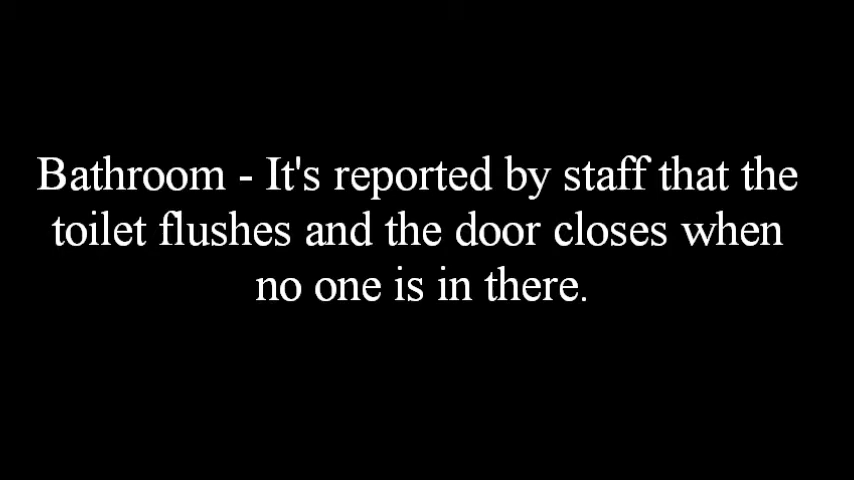 Bathroom - It's reported by staff that the
toilet flushes and the door closes when
no one is in there.